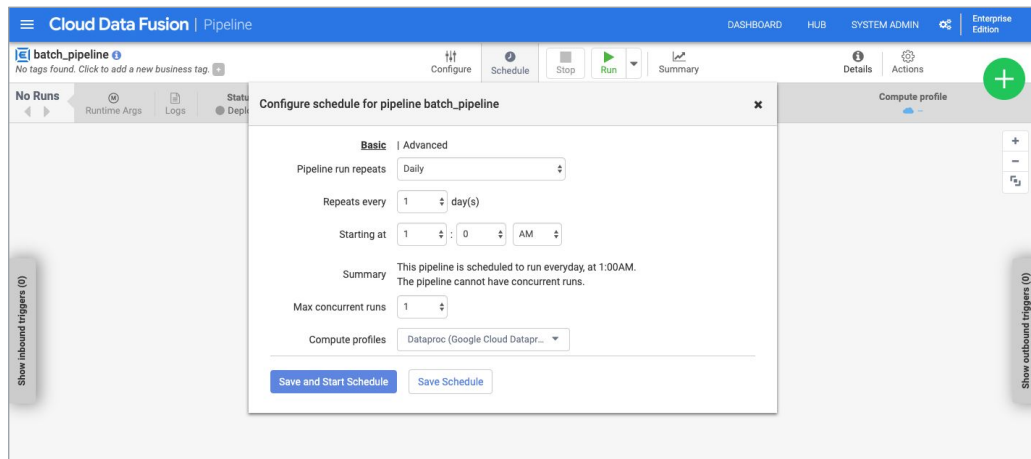 Cloud Data Fusion | Pipeline
DASHBOARD
HUB
SYSTEM ADMIN
Enterprise
Edition
batch_pipeline
No tags found. Click to add a new business tag.
Configure
Schedule
Stop
Run
Summary
Details
Actions
No Runs
Runtime Args
Logs
Statu
Deplo
Compute profile
Configure schedule for pipeline batch_pipeline
Basic | Advanced
Pipeline run repeats Daily
Repeats every 1 day(s)
Starting at 1 : 0 AM
Summary This pipeline is scheduled to run everyday, at 1:00AM.
The pipeline cannot have concurrent runs.
Max concurrent runs 1
Compute profiles Dataproc (Google Cloud Datapr...
Save and Start Schedule
Save Schedule
Show inbound triggers (0)
Show outbound triggers (0)